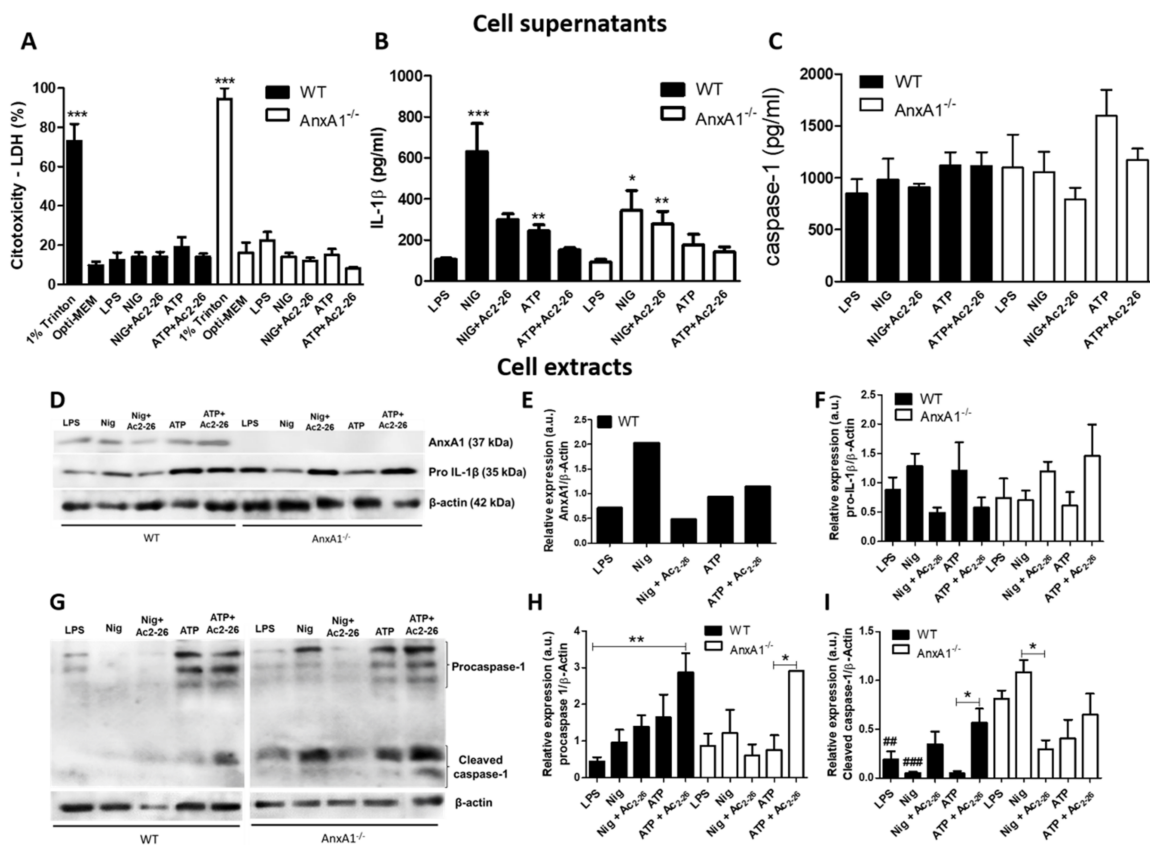 Cell supernatants
A
Citotoxicity - LDH (%)
100
80
60
40
20
0
***
***
WT
AnxA1-/-
1% Trinton
Opti-MEM
LPS
NIG
NIG+Ac2-26
ATP
ATP+Ac2-26
1% Trinton
Opti-MEM
LPS
NIG
NIG+Ac2-26
ATP
ATP+Ac2-26
B
IL-1β (pg/ml)
1000
800
600
400
200
0
***
**
*
**
WT
AnxA1-/-
LPS
NIG
NIG+Ac2-26
ATP
ATP+Ac2-26
LPS
NIG
NIG+Ac2-26
ATP
ATP+Ac2-26
C
caspase-1 (pg/ml)
2000
1500
1000
500
0
WT
AnxA1-/-
LPS
NIG
NIG+Ac2-26
ATP
ATP+Ac2-26
LPS
NIG
NIG+Ac2-26
ATP
ATP+Ac2-26
Cell extracts
D
LPS Nig Nig+ Ac2-26 ATP ATP+ Ac2-26 LPS Nig Nig+ Ac2-26 ATP ATP+ Ac2-26
AnxA1 (37 kDa)
Pro IL-1β (35 kDa)
β-actin (42 kDa)
WT
AnxA1-/-
E
Relative expression (a.u.)
AnxA1/β-Actin
2.5
2.0
1.5
1.0
0.5
0.0
WT
LPS
Nig
Nig + Ac2-26
ATP
ATP + Ac2-26
F
Relative expression (a.u.)
pro-IL-1β/β-Actin
2.5
2.0
1.5
1.0
0.5
0.0
WT
AnxA1-/-
LPS
Nig
Nig + Ac2-26
ATP
ATP + Ac2-26
LPS
Nig
Nig + Ac2-26
ATP
ATP + Ac2-26
G
LPS Nig Nig+ Ac2-26 ATP ATP+ Ac2-26 LPS Nig Nig+ Ac2-26 ATP ATP+ Ac2-26
Procaspase-1
Cleaved
caspase-1
β-actin
WT
AnxA1-/-
H
Relative expression (a.u.)
procaspase 1/β-Actin
4
3
2
1
0
**
*
WT
AnxA1-/-
LPS
Nig
Nig + Ac2-26
ATP
ATP + Ac2-26
LPS
Nig
Nig + Ac2-26
ATP
ATP + Ac2-26
I
Relative expression (a.u.)
Cleaved caspase-1/β-Actin
1.5
1.0
0.5
0.0
##
###
*
*
WT
AnxA1-/-
LPS
Nig
Nig + Ac2-26
ATP
ATP + Ac2-26
LPS
Nig
Nig + Ac2-26
ATP
ATP + Ac2-26